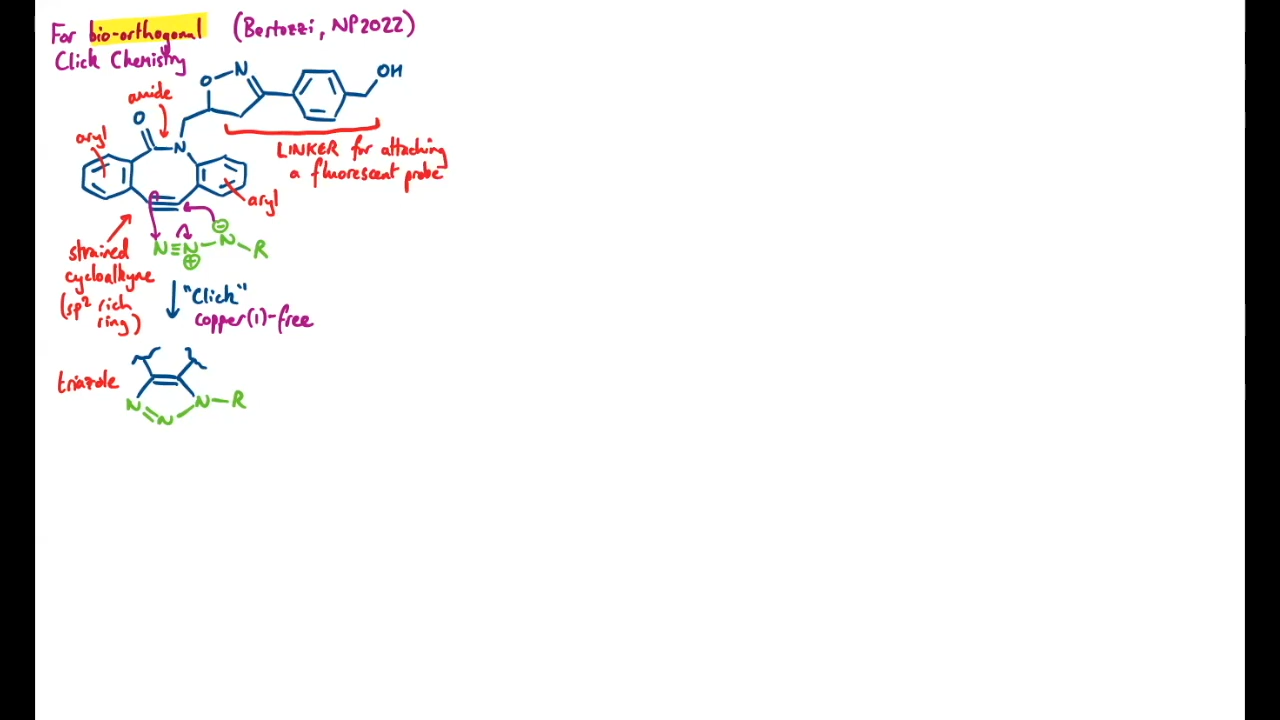 For bio-orthogonal (Bertozzi, NP2022)
Click Chemistry
O N
OH
amide
O
aryl
N
LINKER for attaching
a fluorescent probe
aryl
⊖
N≡N-N-R
⊕
strained
cycloalkyne
(sp² rich
ring)
"Click"
copper(I)-free
triazole
N=N-N-R